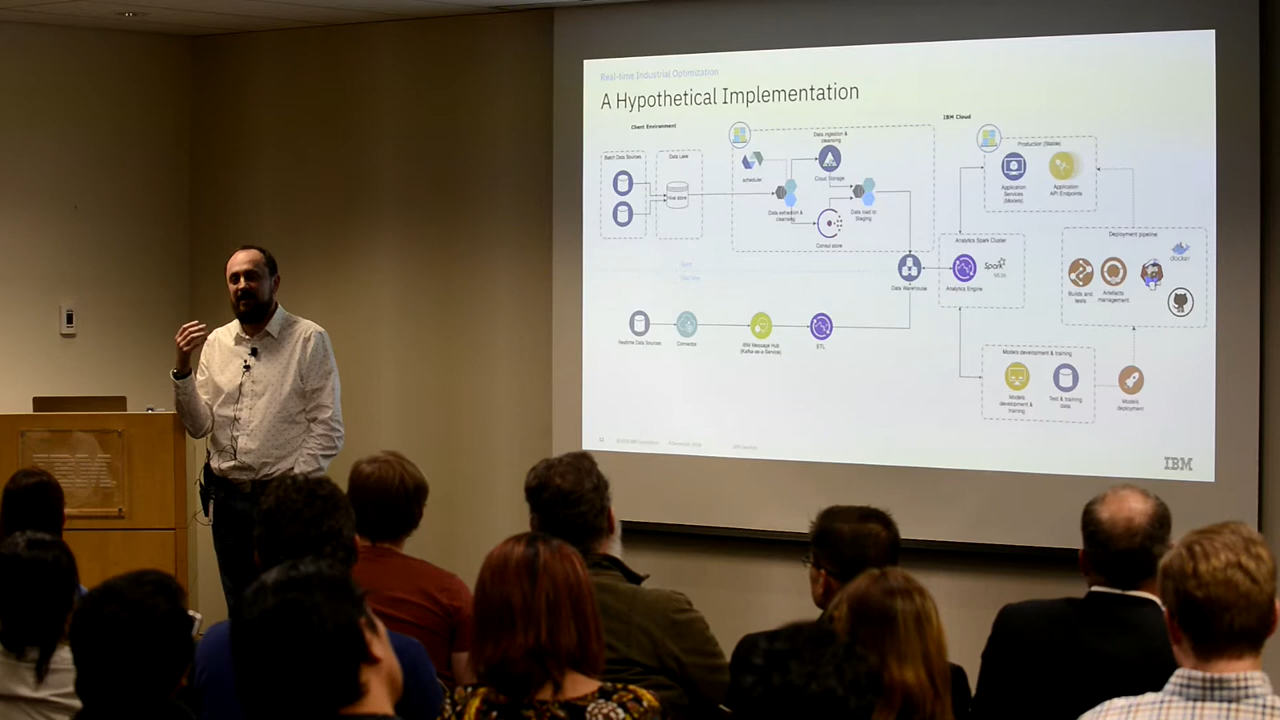 Real-time Industrial Optimization
A Hypothetical Implementation
Client Environment
IBM Cloud
Batch Data Sources
Data Lake
Hive store
Data ingestion &
cleansing
scheduler
Cloud Storage
Data extraction &
cleansing
Data load to
Staging
Consul store
Production (Stable)
Application
Services
(Models)
Application
API Endpoints
Analytics Spark Cluster
Data Warehouse
Analytics Engine
Spark
MLlib
Deployment pipeline
docker
Builds and
tests
Artefacts
management
Realtime Data Sources
Connector
IBM Message Hub
(Kafka-as-a-Service)
ETL
Models development & training
Models
development &
training
Test & training
data
Models
deployment
IBM